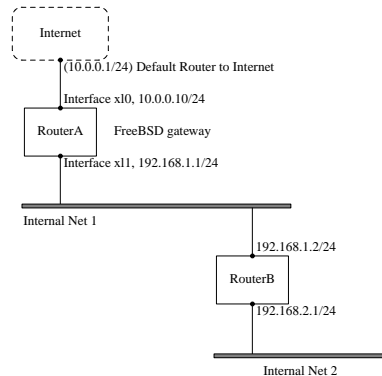 Internet
(10.0.0.1/24) Default Router to Internet
Interface xl0, 10.0.0.10/24
RouterA
FreeBSD gateway
Interface xl1, 192.168.1.1/24
Internal Net 1
192.168.1.2/24
RouterB
192.168.2.1/24
Internal Net 2